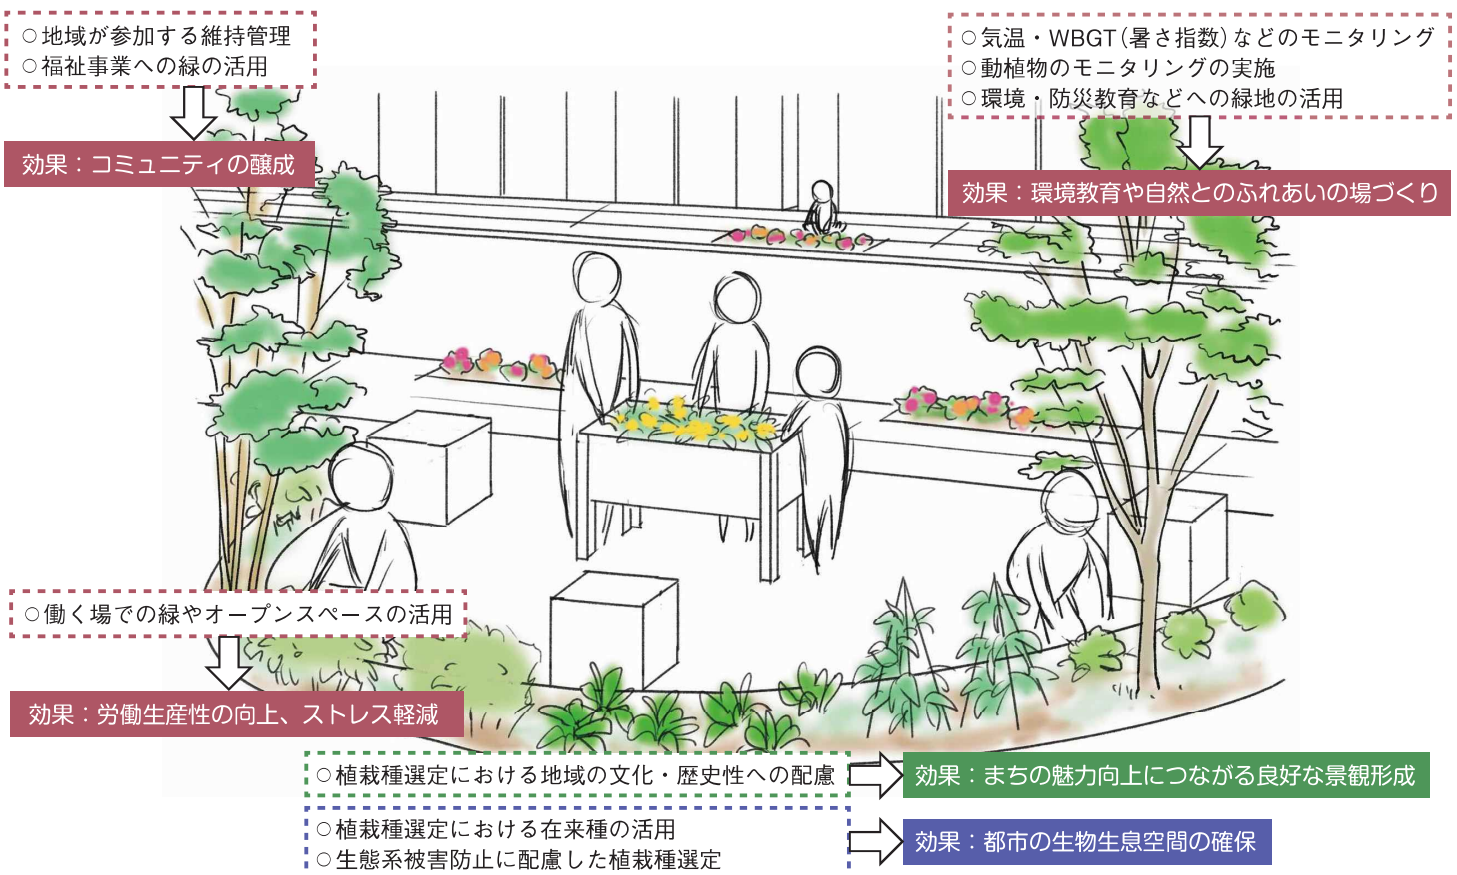 ○地域が参加する維持管理
○福祉事業への緑の活用
効果：コミュニティの醸成
○気温・WBGT（暑さ指数）などのモニタリング
○動植物のモニタリングの実施
○環境・防災教育などへの緑地の活用
効果：環境教育や自然とのふれあいの場づくり
○働く場での緑やオープンスペースの活用
効果：労働生産性の向上、ストレス軽減
○植栽種選定における地域の文化・歴史性への配慮
効果：まちの魅力向上につながる良好な景観形成
○植栽種選定における在来種の活用
○生態系被害防止に配慮した植栽種選定
効果：都市の生物生息空間の確保